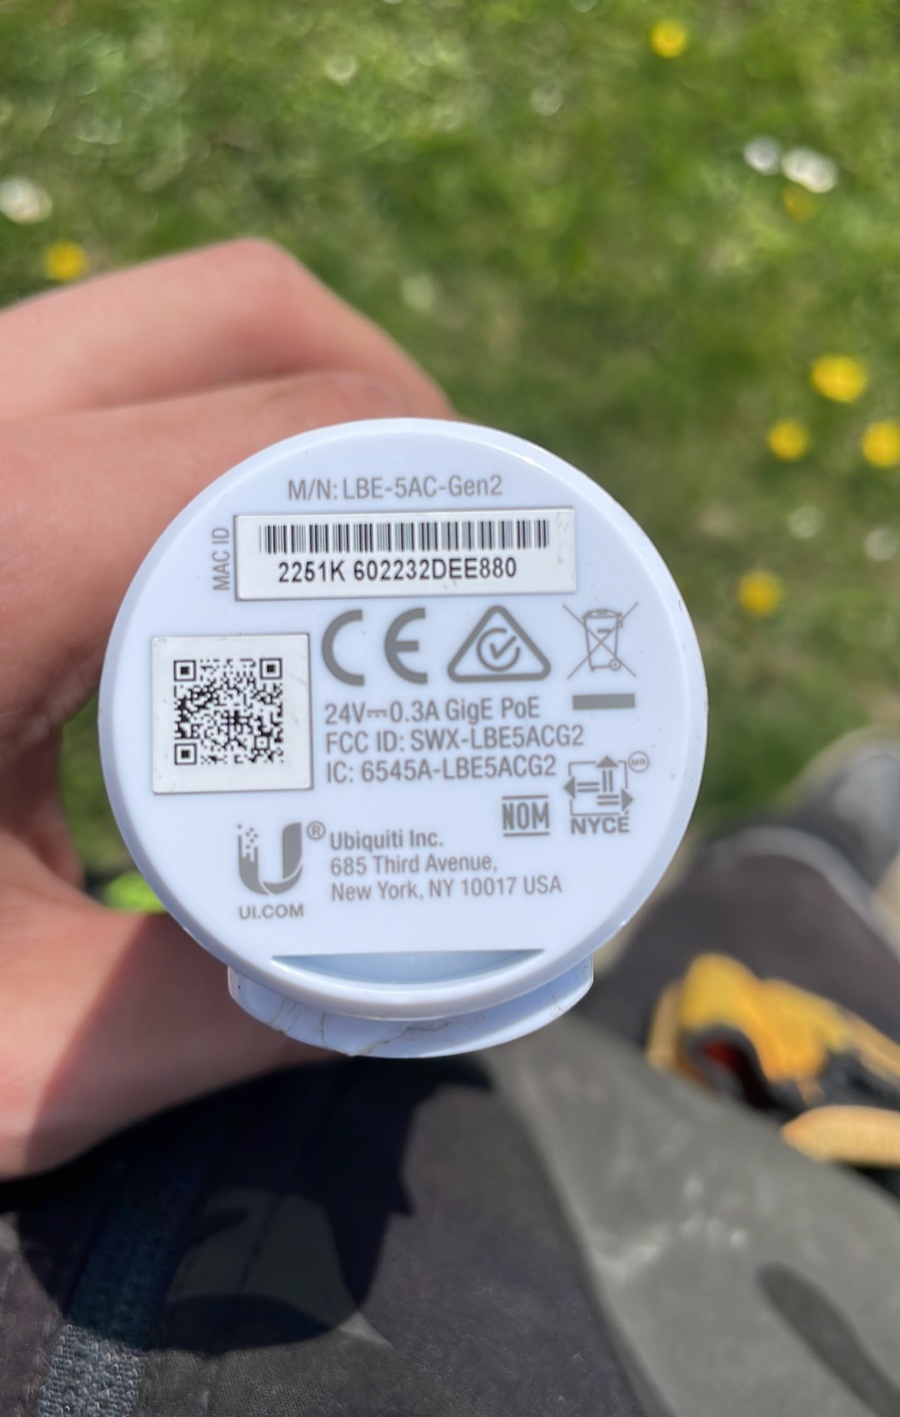 M/N: LBE-5AC-Gen2
MAC ID
2251K 602232DEE880
CE
24V⎓0.3A GigE PoE
FCC ID: SWX-LBE5ACG2
IC: 6545A-LBE5ACG2
MR
NOM
NYCE
U®
UI.COM
Ubiquiti Inc.
685 Third Avenue,
New York, NY 10017 USA